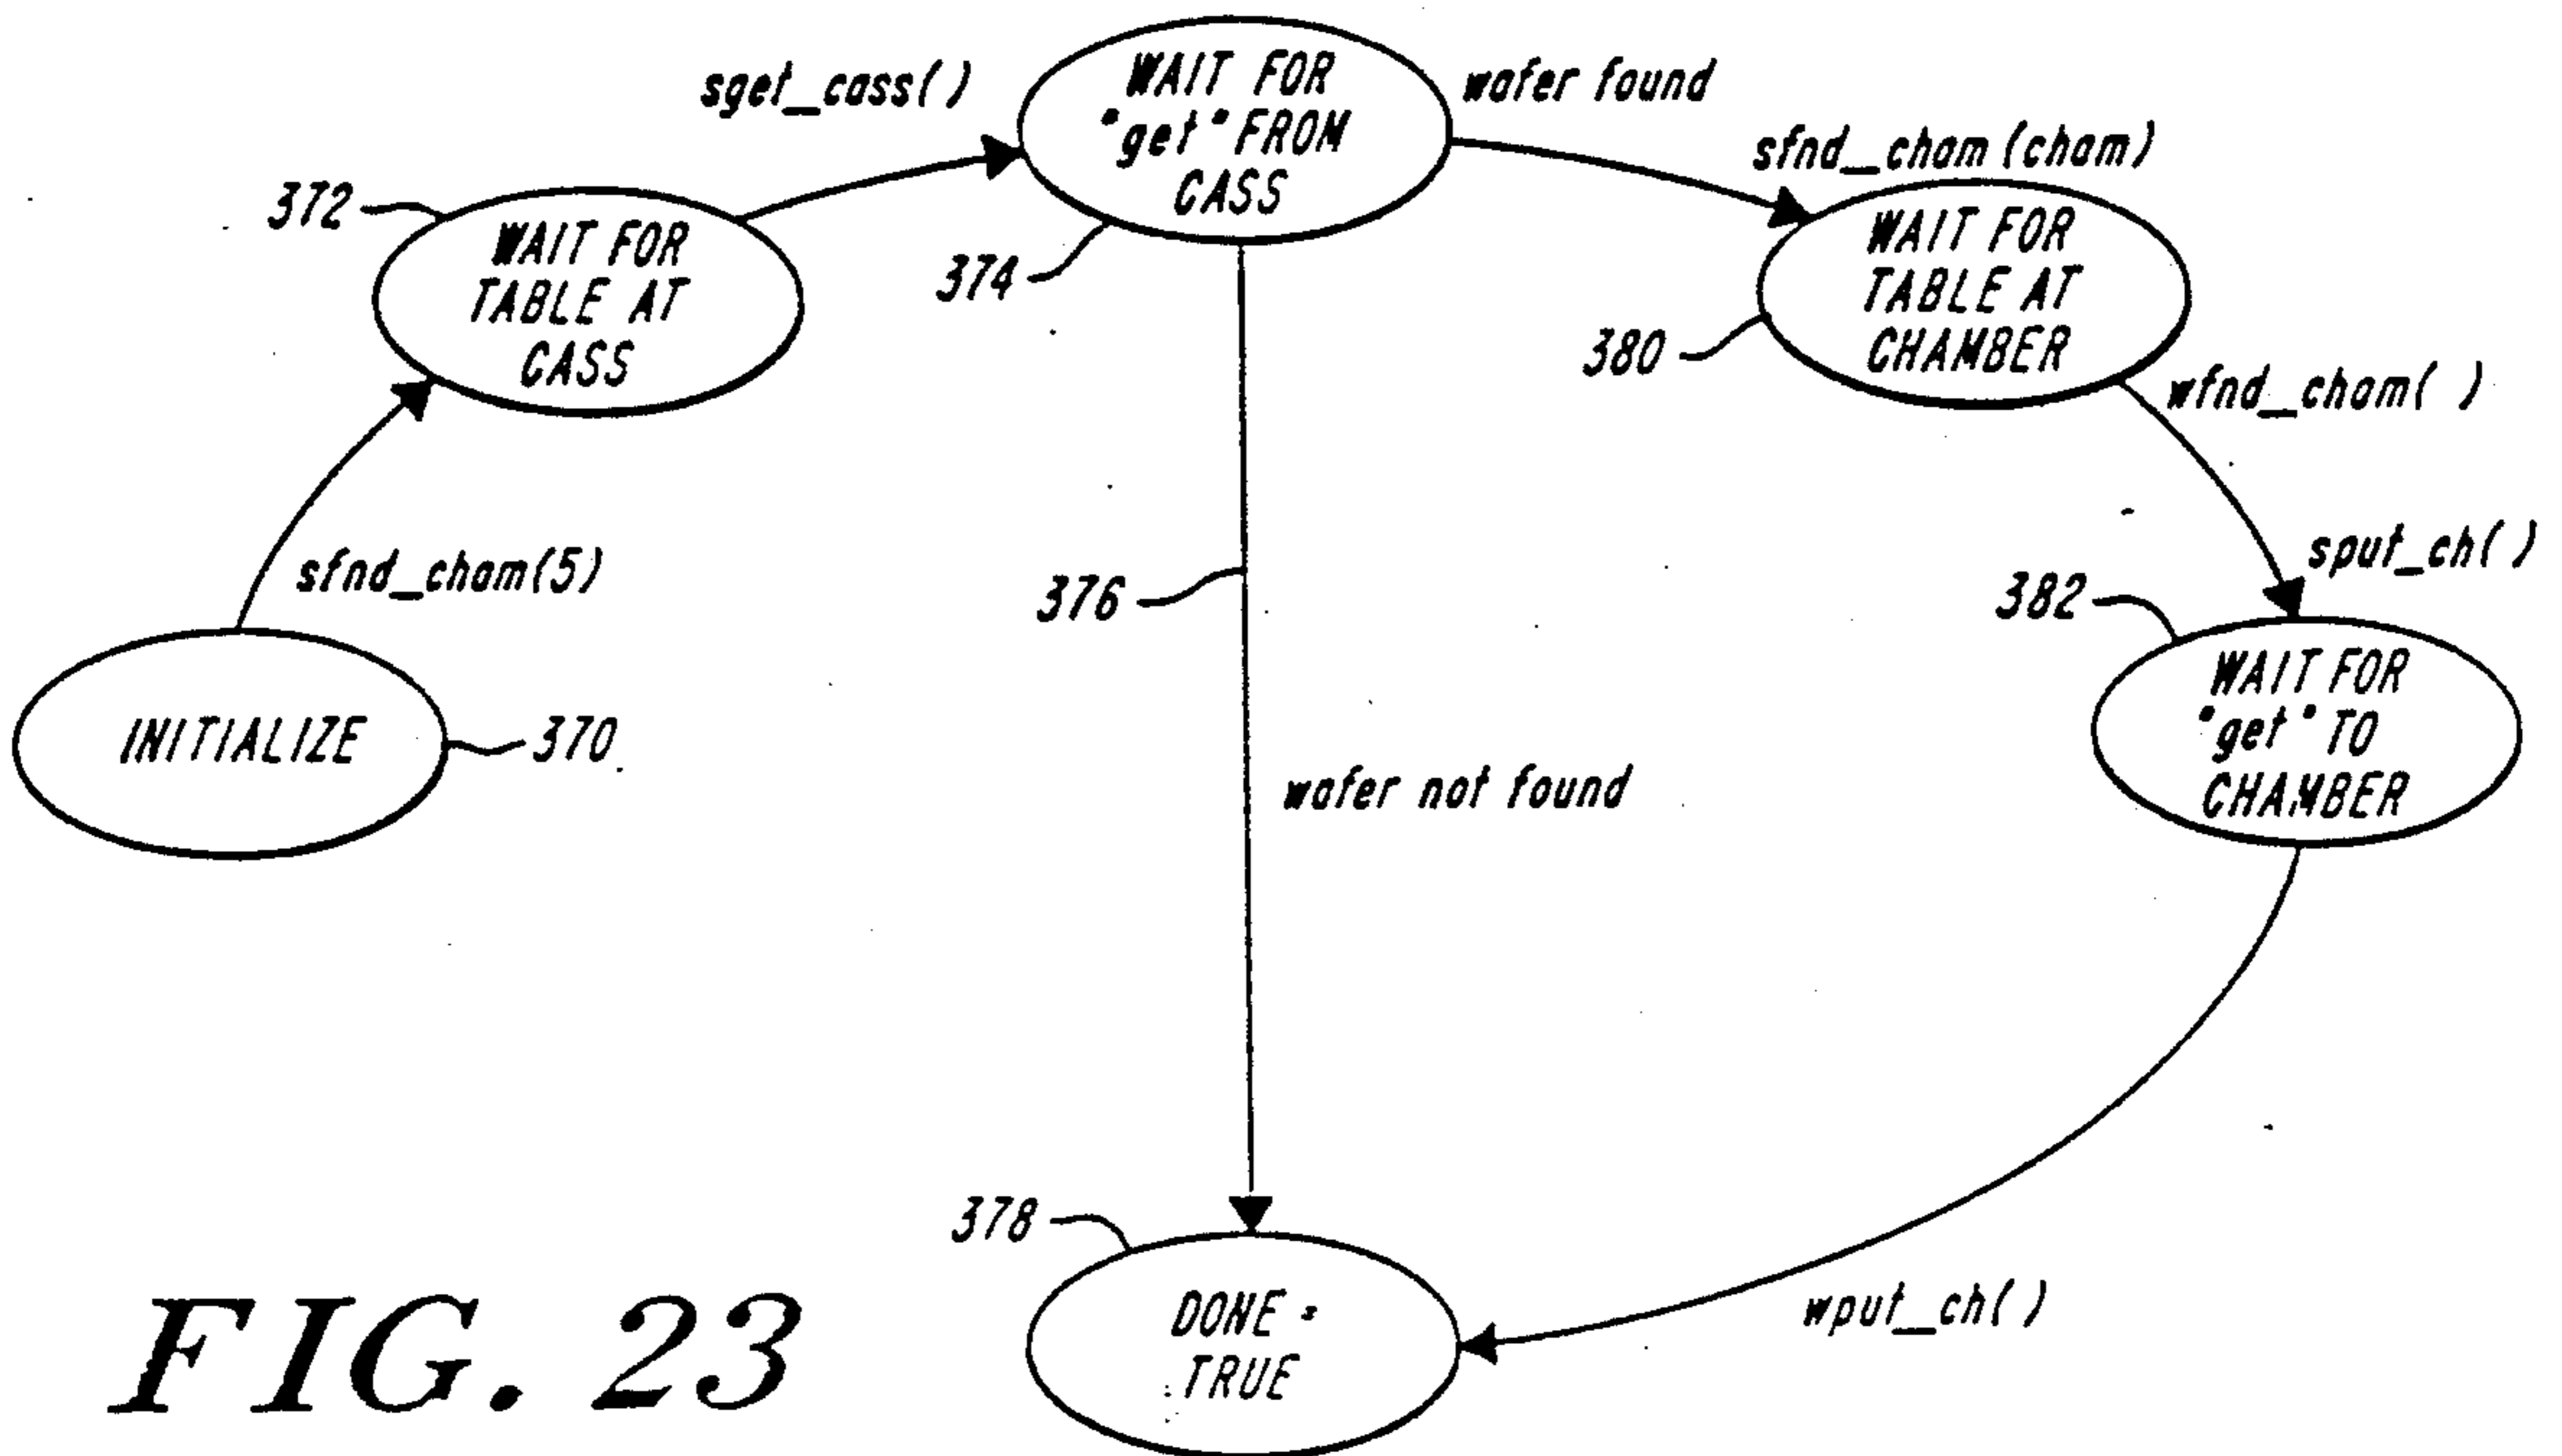 WAIT FOR
"get" FROM
CASS
sget_cass()
wafer found
sfnd_cham (cham)
372
WAIT FOR
TABLE AT
CASS
374
WAIT FOR
TABLE AT
CHAMBER
380
wfnd_cham( )
sfnd_cham(5)
376
sput_ch()
382
WAIT FOR
"get" TO
CHAMBER
INITIALIZE
370
wafer not found
378
DONE =
TRUE
wput_ch()
FIG. 23